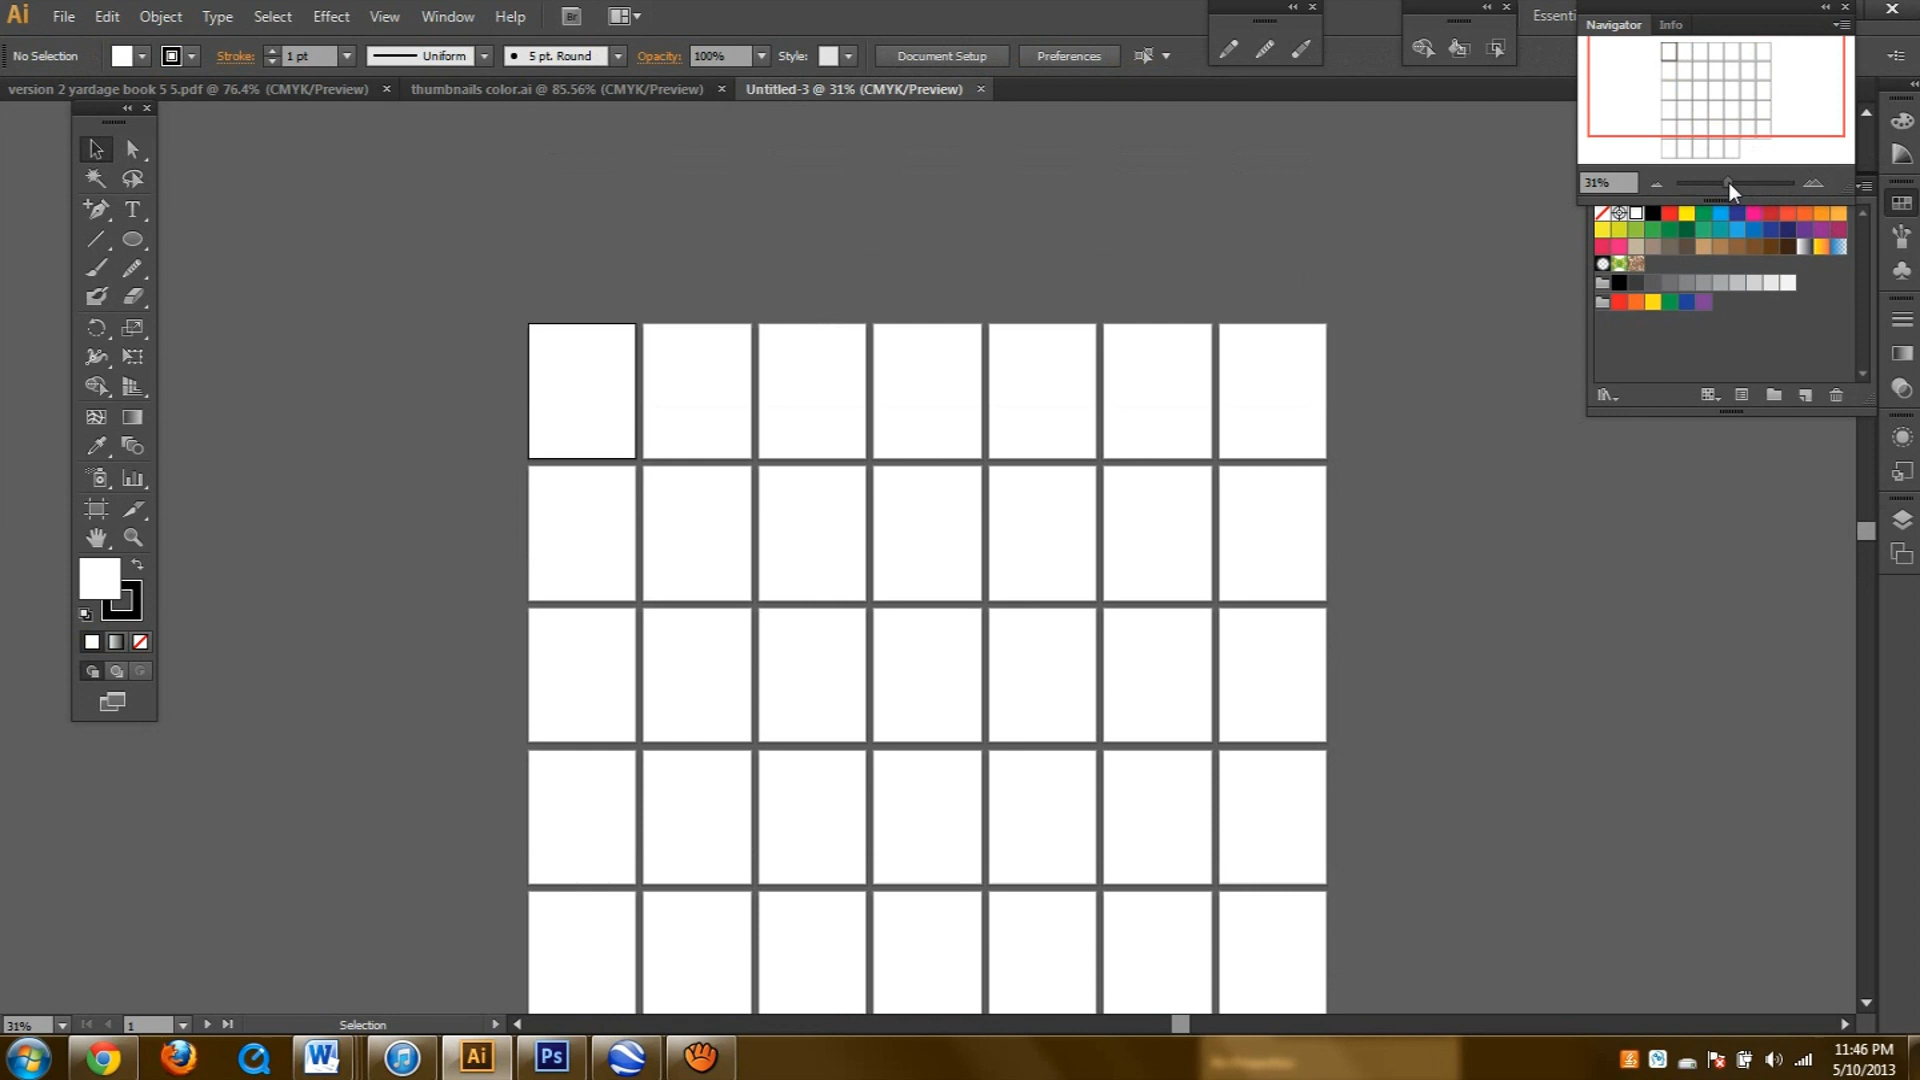 Ai File Edit Object Type Select Effect View Window Help Br Essenti
Navigator Info
No Selection Stroke: 1 pt Uniform 5 pt. Round Opacity: 100% Style: Document Setup Preferences
version 2 yardage book 5 5.pdf @ 76.4% (CMYK/Preview) thumbnails color.ai @ 85.56% (CMYK/Preview) Untitled-3 @ 31% (CMYK/Preview)
31%
31% 1 Selection
W Ai Ps
11:46 PM
5/10/2013